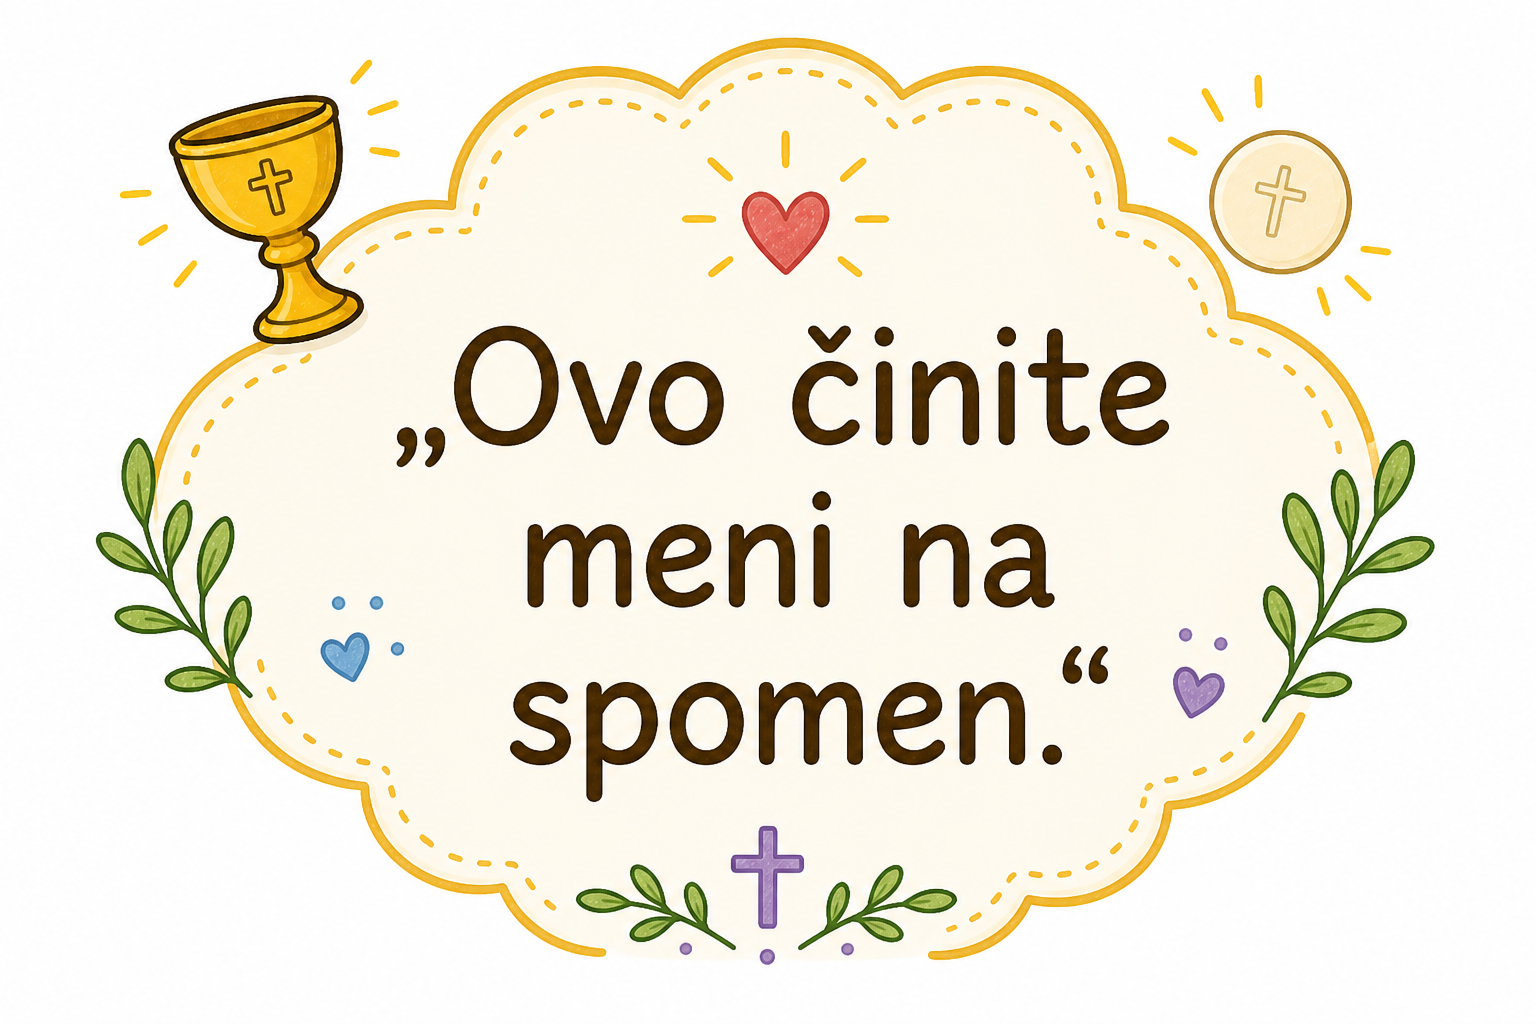 „Ovo činite
meni na
spomen.“